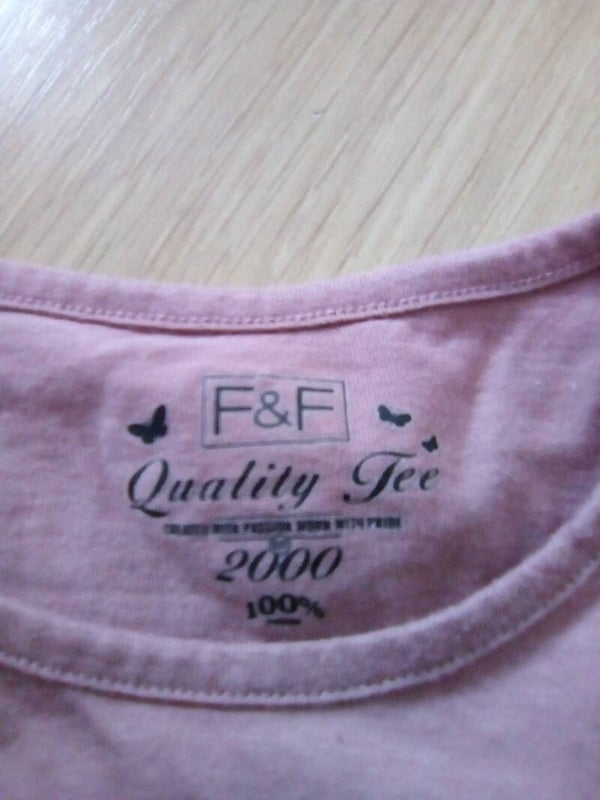 F&F
Quality Tee
CREATED WITH PASSION WORN WITH PRIDE
2000
100%